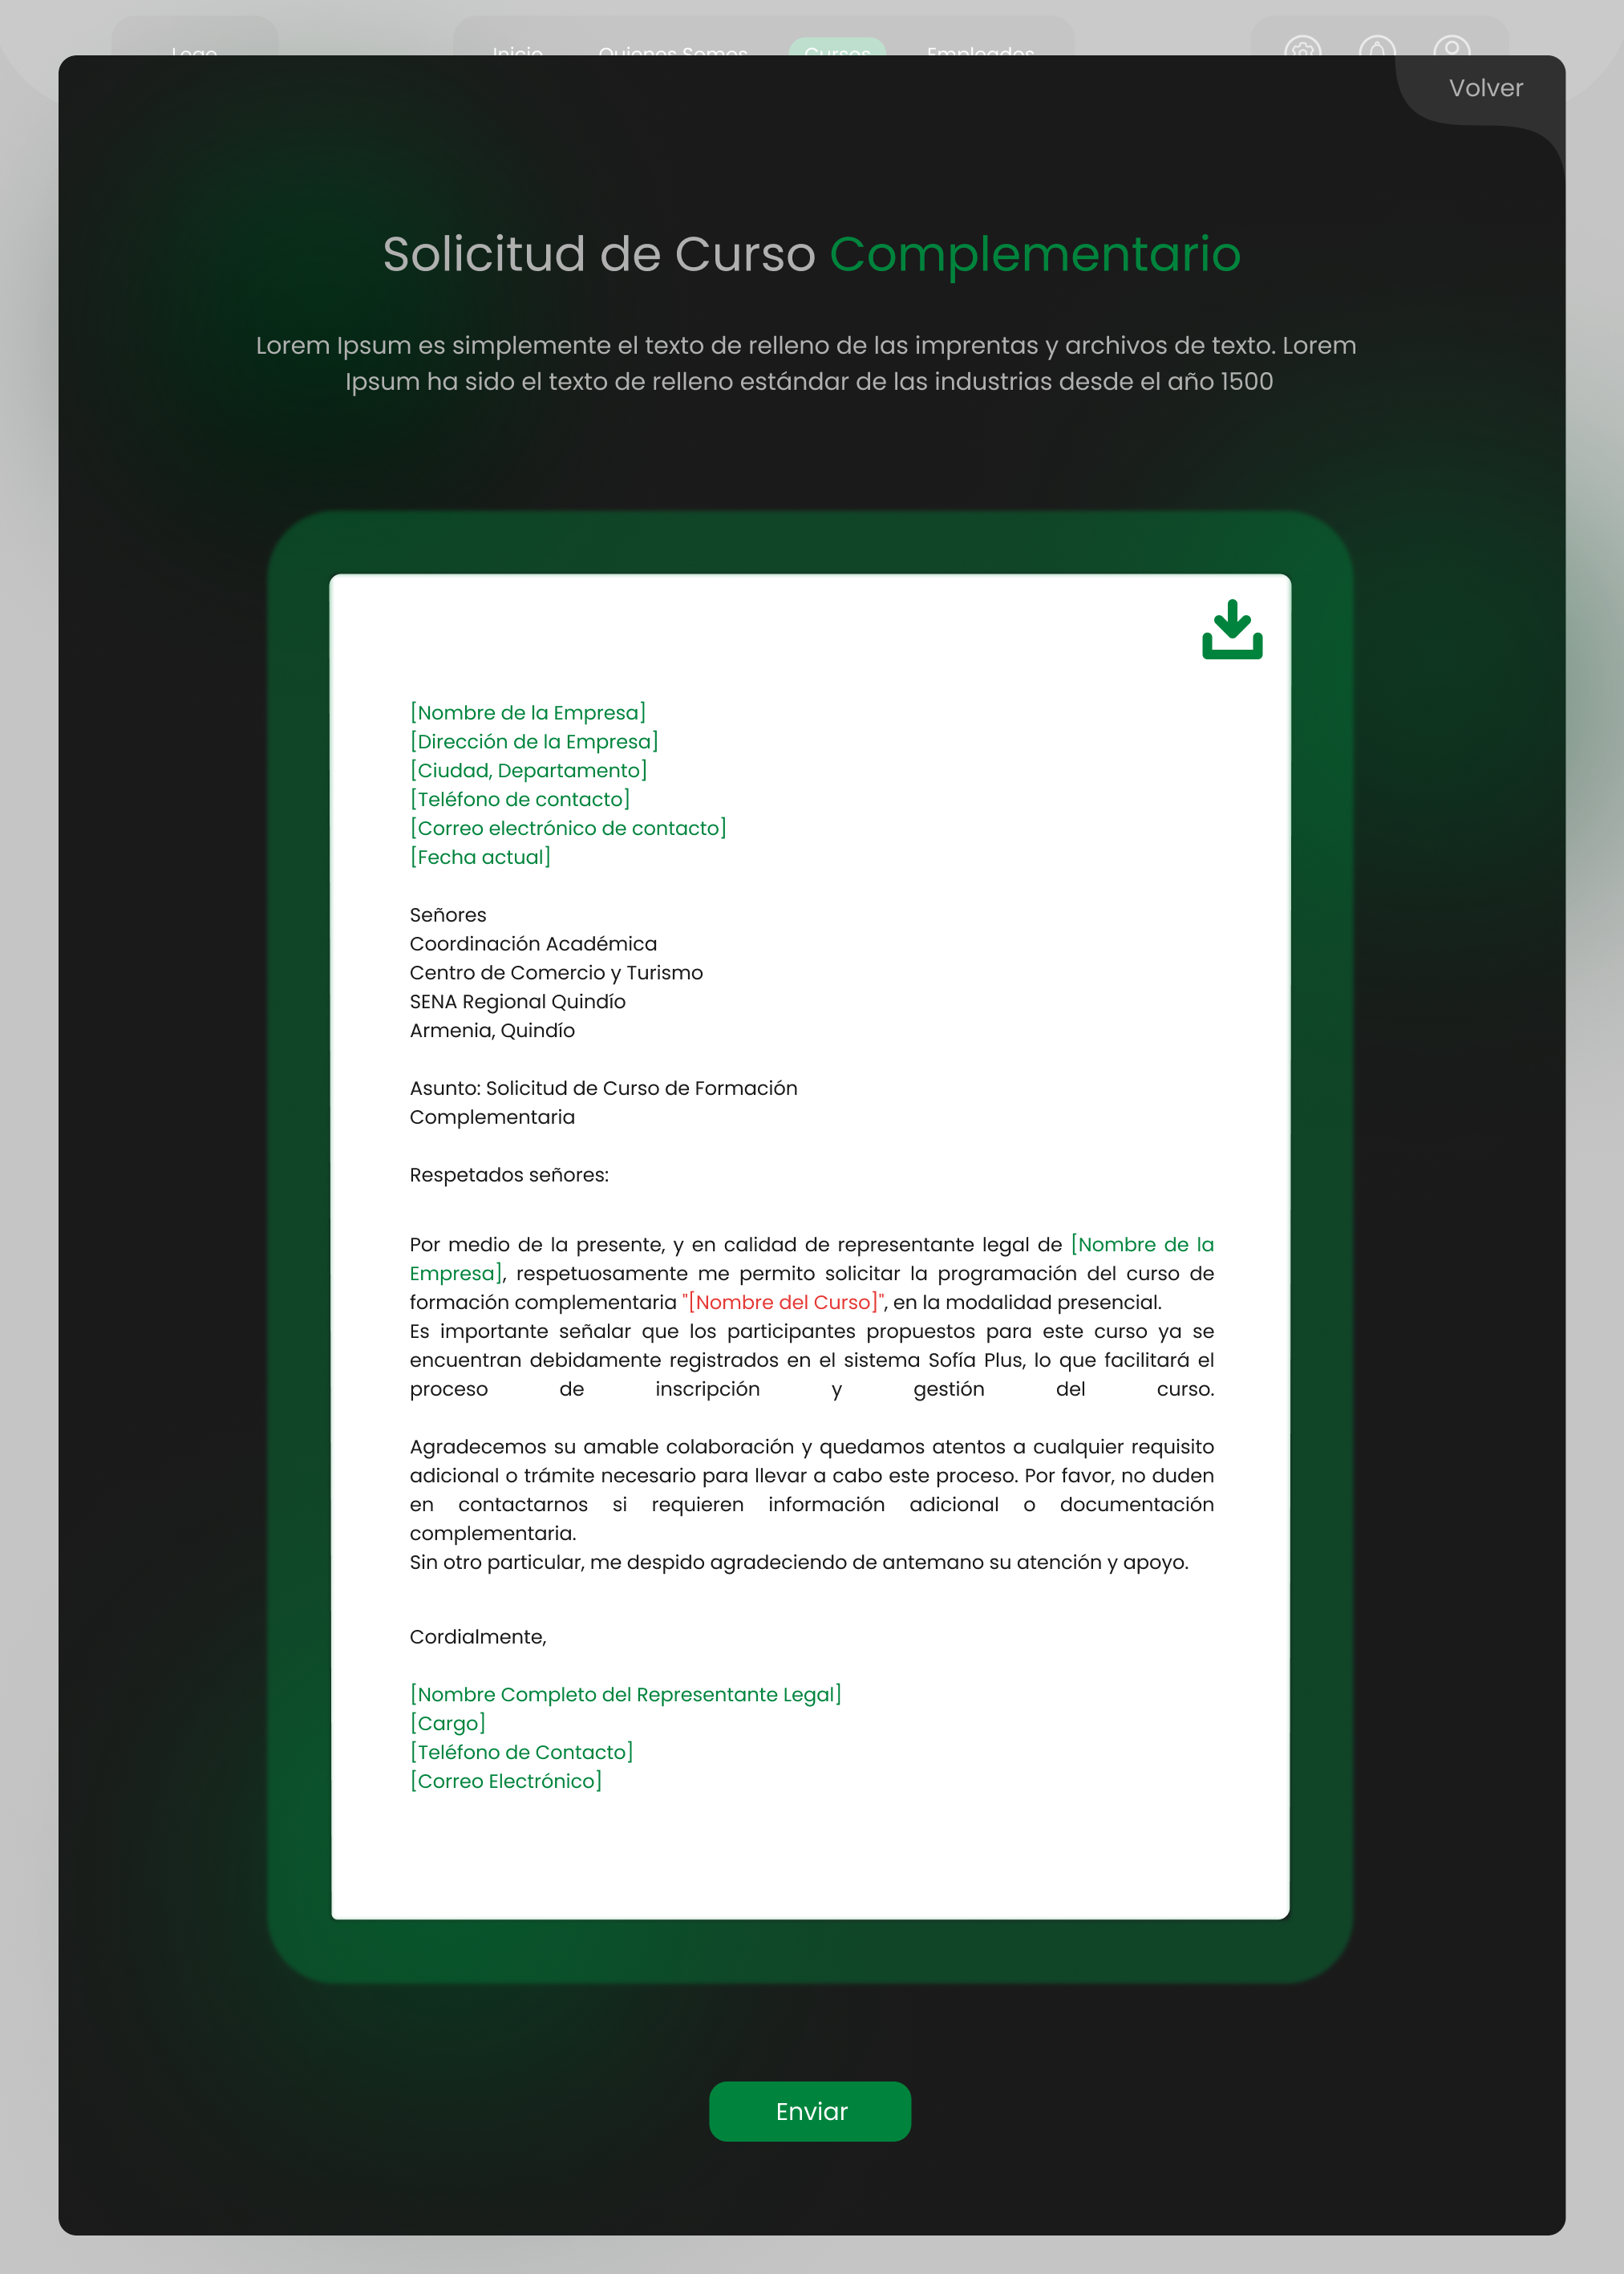 Logo
Inicio Quienes Somos Cursos Empleados
Volver
Solicitud de Curso Complementario
Lorem Ipsum es simplemente el texto de relleno de las imprentas y archivos de texto. Lorem
Ipsum ha sido el texto de relleno estándar de las industrias desde el año 1500
[Nombre de la Empresa]
[Dirección de la Empresa]
[Ciudad, Departamento]
[Teléfono de contacto]
[Correo electrónico de contacto]
[Fecha actual]
Señores
Coordinación Académica
Centro de Comercio y Turismo
SENA Regional Quindío
Armenia, Quindío
Asunto: Solicitud de Curso de Formación
Complementaria
Respetados señores:
Por medio de la presente, y en calidad de representante legal de [Nombre de la
Empresa], respetuosamente me permito solicitar la programación del curso de
formación complementaria "[Nombre del Curso]", en la modalidad presencial.
Es importante señalar que los participantes propuestos para este curso ya se
encuentran debidamente registrados en el sistema Sofía Plus, lo que facilitará el
proceso de inscripción y gestión del curso.
Agradecemos su amable colaboración y quedamos atentos a cualquier requisito
adicional o trámite necesario para llevar a cabo este proceso. Por favor, no duden
en contactarnos si requieren información adicional o documentación
complementaria.
Sin otro particular, me despido agradeciendo de antemano su atención y apoyo.
Cordialmente,
[Nombre Completo del Representante Legal]
[Cargo]
[Teléfono de Contacto]
[Correo Electrónico]
Enviar